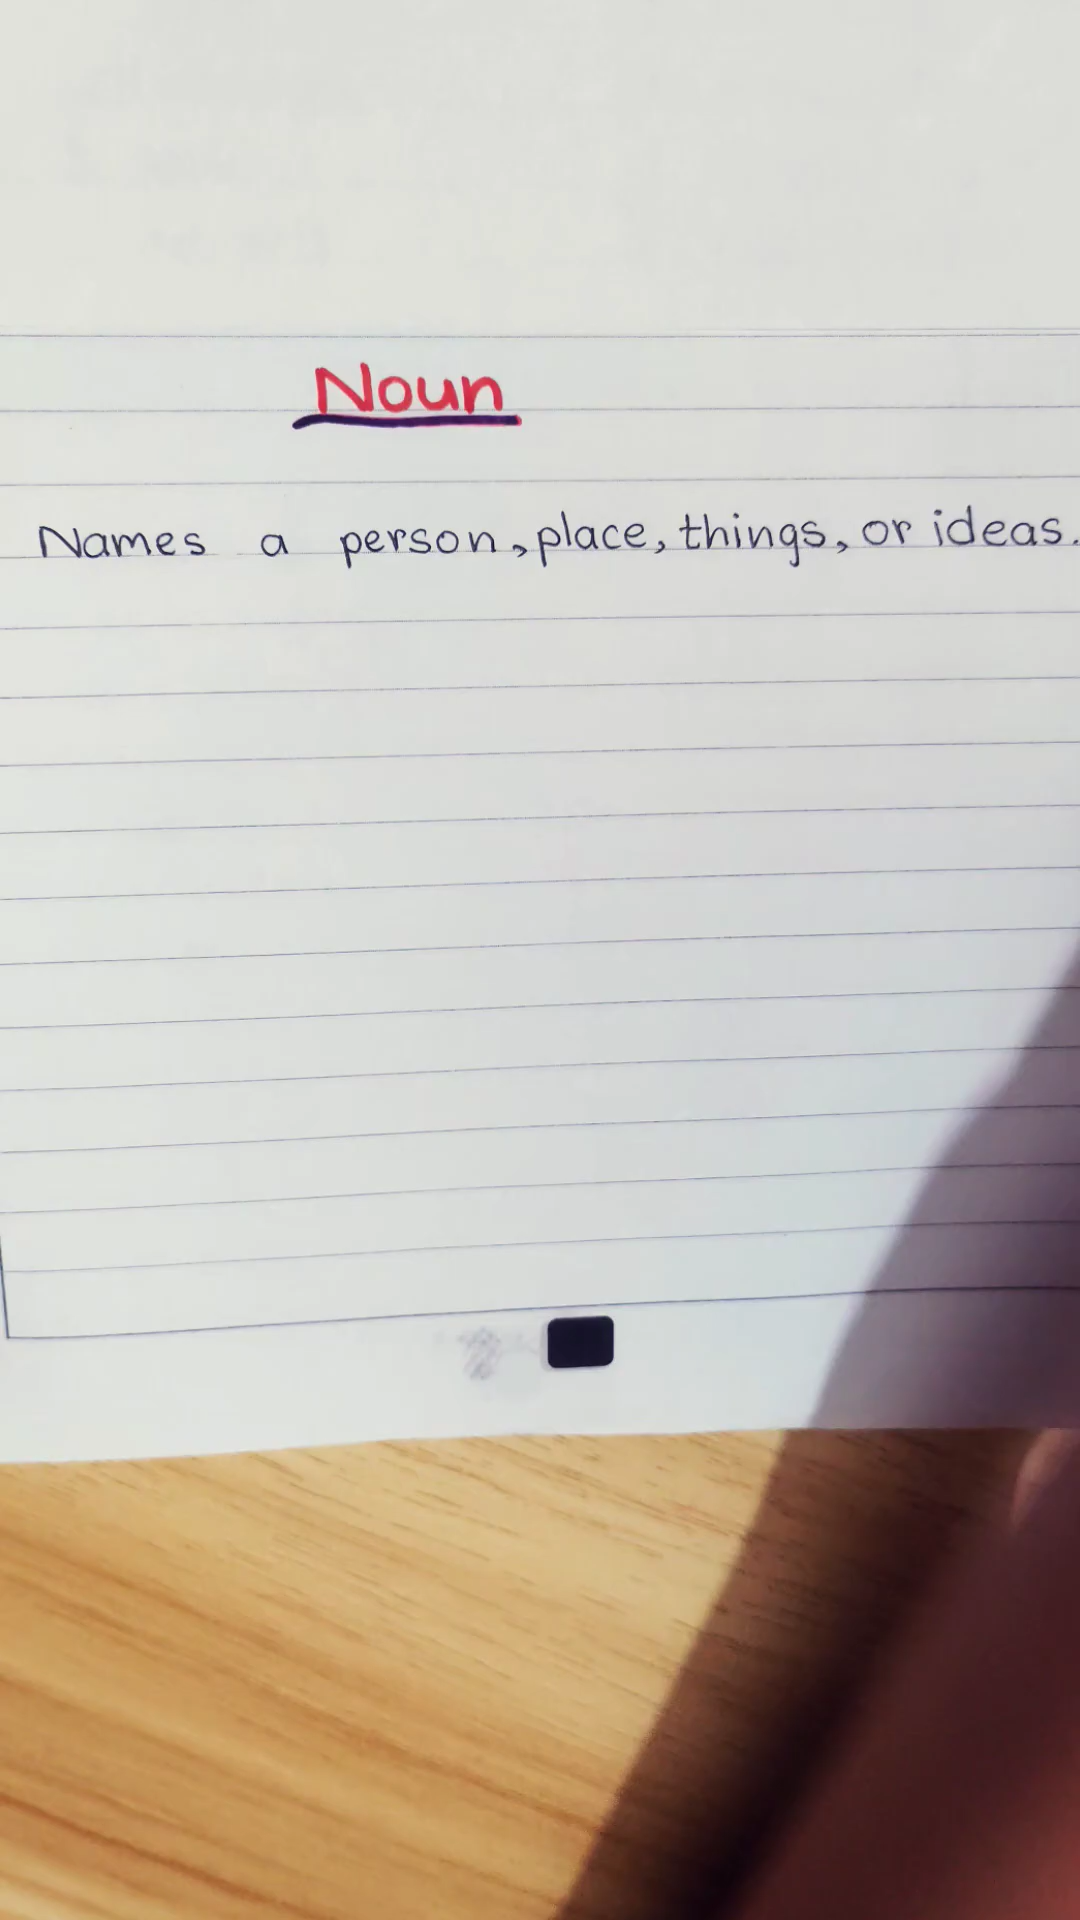 Noun
Names a person, place, things, or ideas.